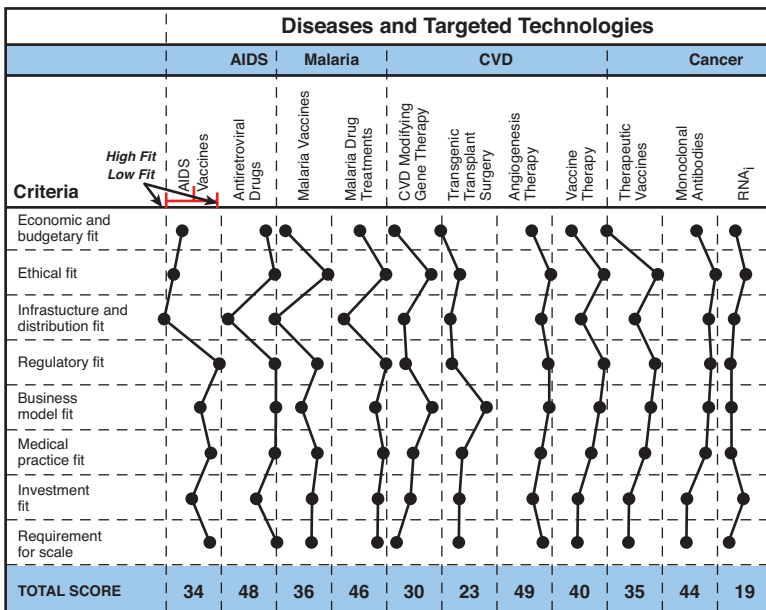 Diseases and Targeted Technologies
AIDS Malaria CVD Cancer
High Fit
Low Fit
Criteria
AIDS
Vaccines
Antiretroviral
Drugs
Malaria Vaccines
Malaria Drug
Treatments
CVD Modifying
Gene Therapy
Transgenic
Transplant
Surgery
Angiogenesis
Therapy
Vaccine
Therapy
Therapeutic
Vaccines
Monoclonal
Antibodies
RNAi
Economic and
budgetary fit
Ethical fit
Infrastucture and
distribution fit
Regulatory fit
Business
model fit
Medical
practice fit
Investment
fit
Requirement
for scale
TOTAL SCORE 34 48 36 46 30 23 49 40 35 44 19